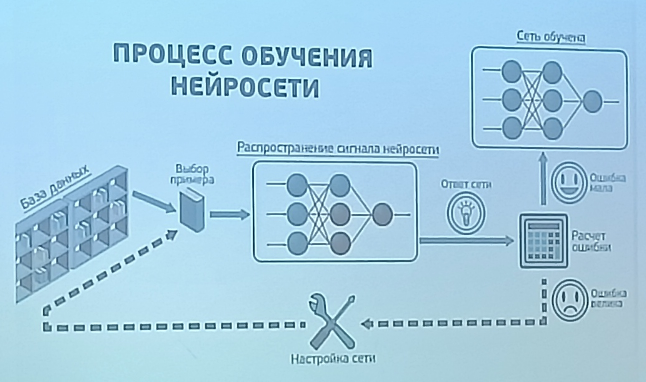 ПРОЦЕСС ОБУЧЕНИЯ
НЕЙРОСЕТИ
Сеть обучена
База данных
Выбор
примера
Распространение сигнала нейросети
Ответ сети
Ошибка
мала
Расчет
ошибки
Ошибка
велика
Настройка сети